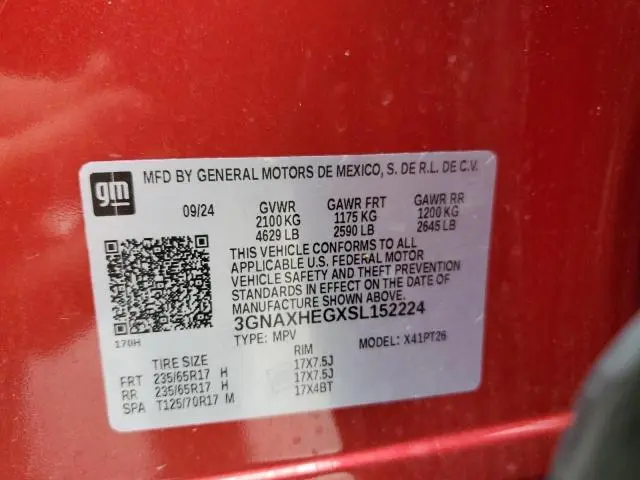 gm
MFD BY GENERAL MOTORS DE MEXICO, S. DE R.L. DE C.V.
09/24 GVWR GAWR FRT GAWR RR
2100 KG 1175 KG 1200 KG
4629 LB 2590 LB 2645 LB
THIS VEHICLE CONFORMS TO ALL
APPLICABLE U.S. FEDERAL MOTOR
VEHICLE SAFETY AND THEFT PREVENTION
STANDARDS IN EFFECT ON THE DATE OF
MANUFACTURE SHOWN ABOVE.
3GNAXHEGXSL152224
170H
TYPE: MPV MODEL: X41PT26
TIRE SIZE RIM
FRT 235/65R17 H 17X7.5J
RR 235/65R17 H 17X7.5J
SPA T125/70R17 M 17X4BT